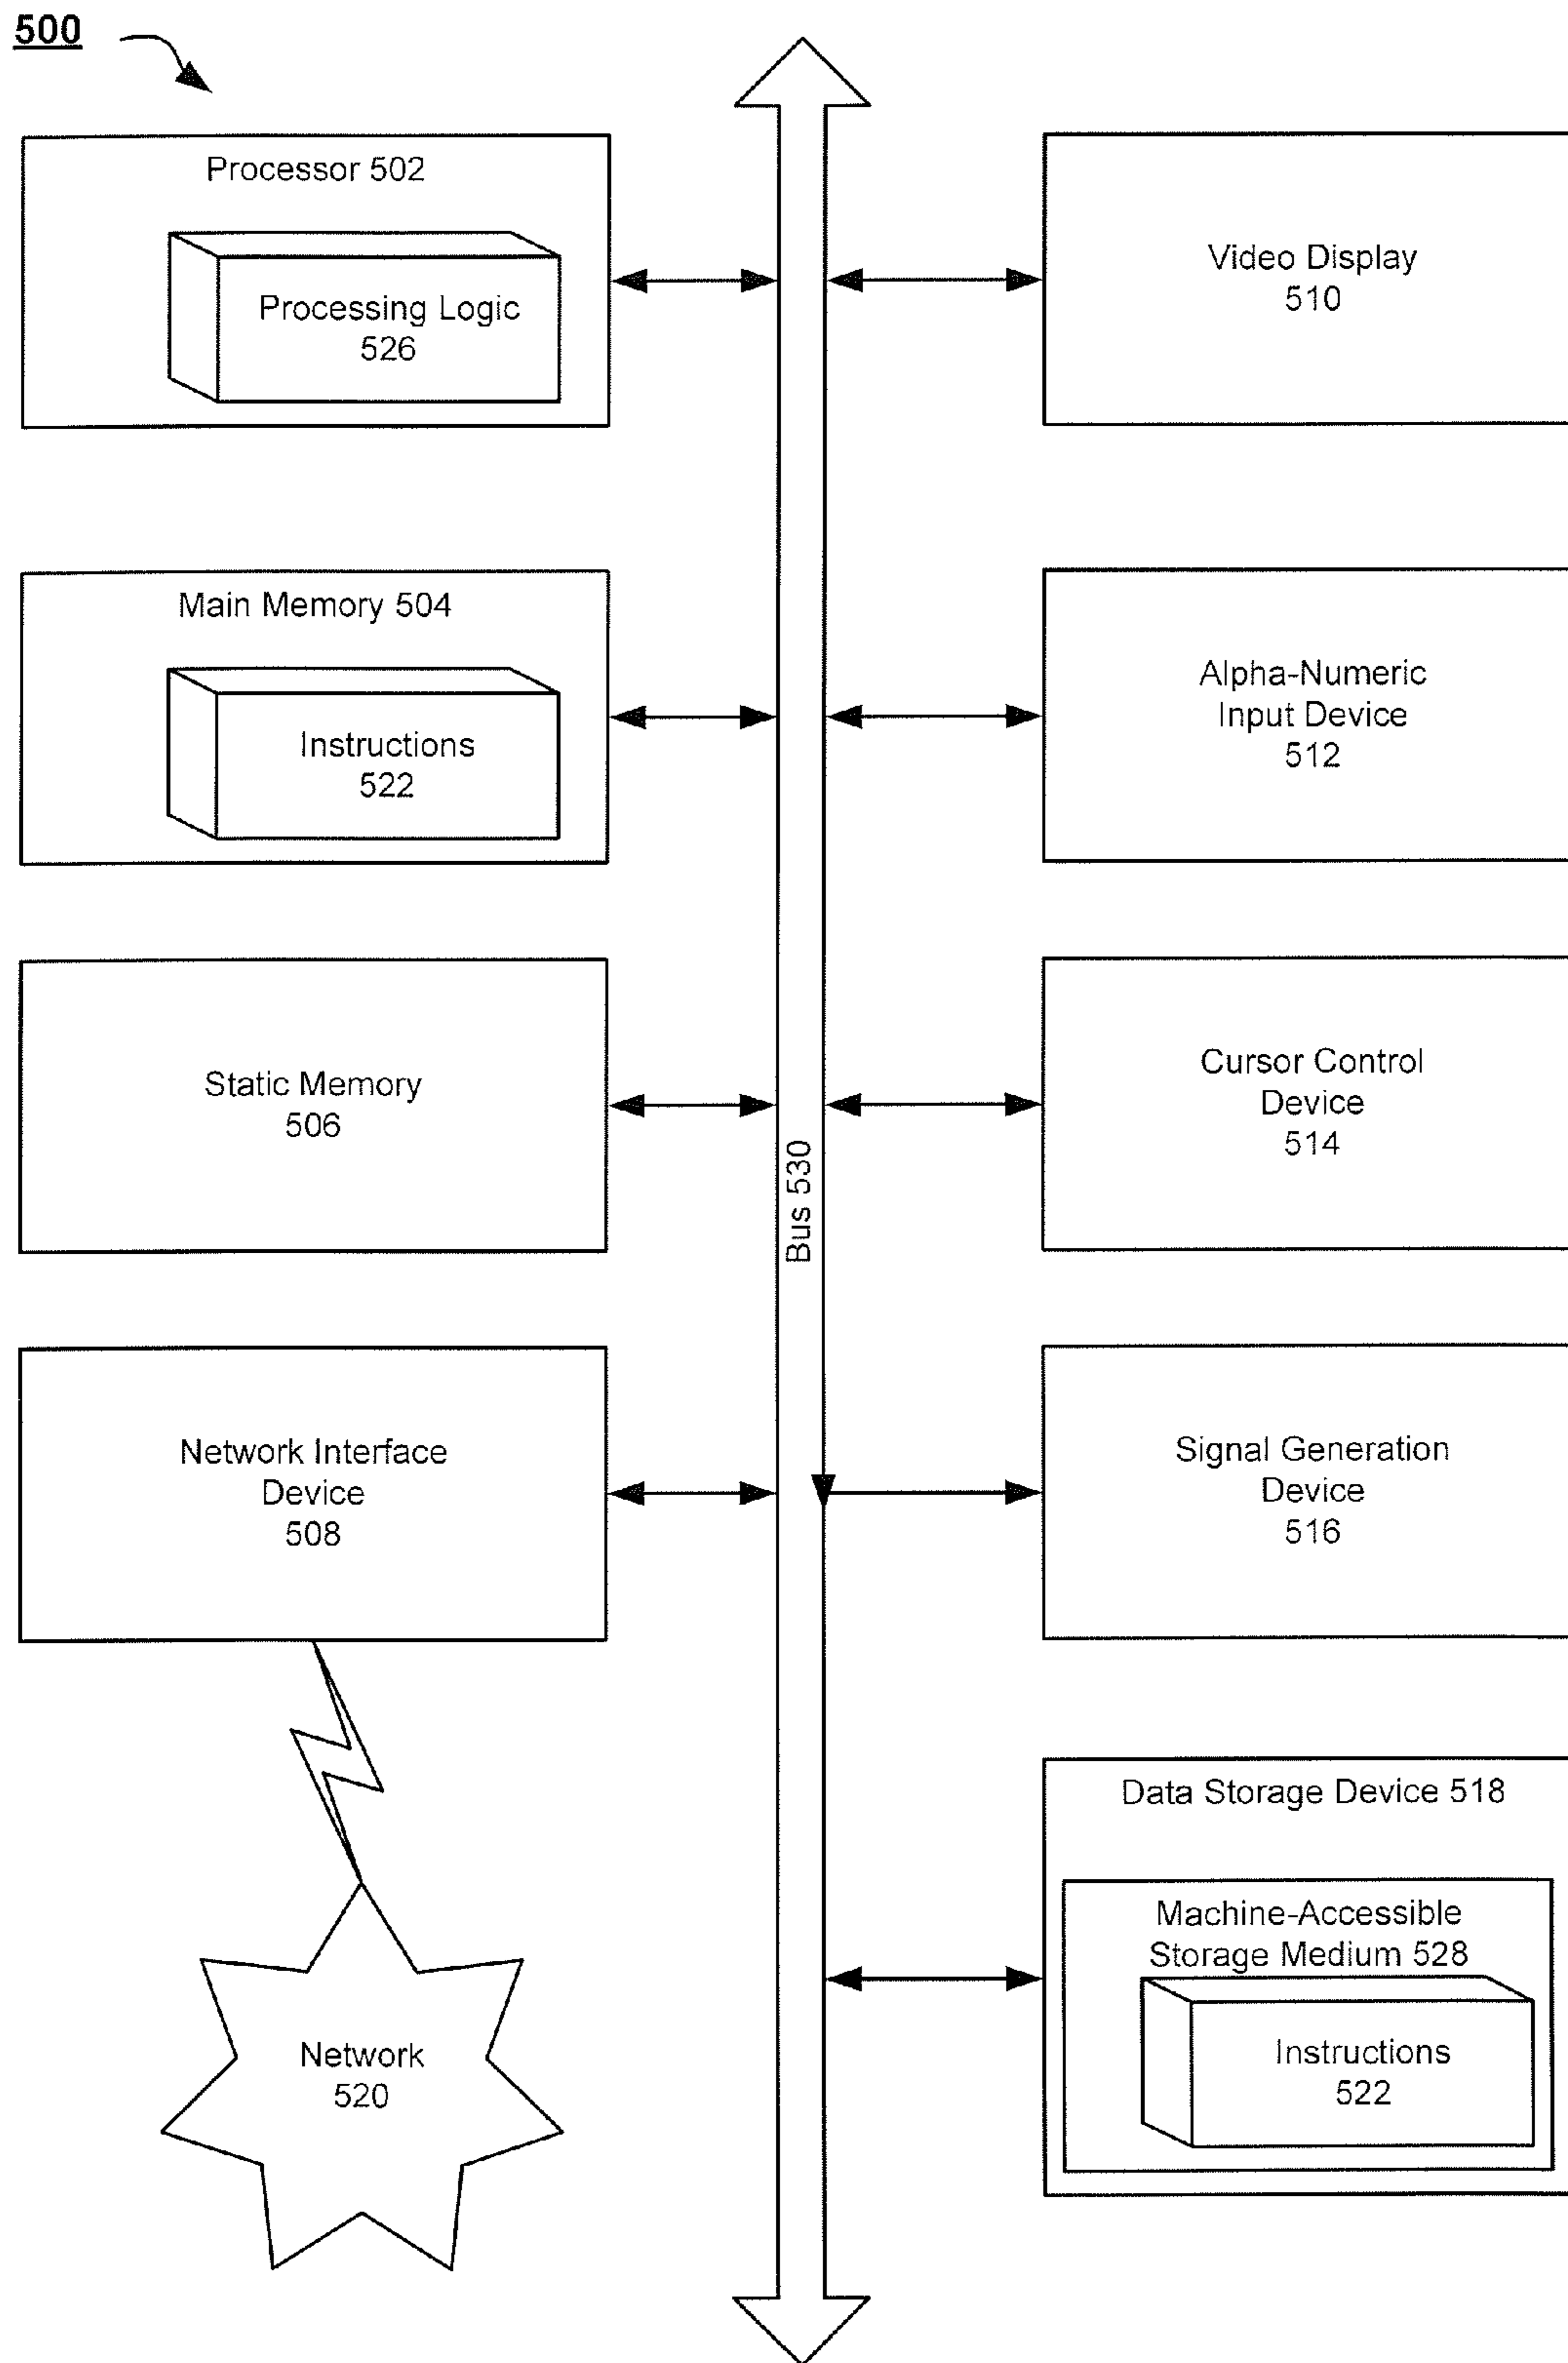 500
Processor 502
Processing Logic
526
Video Display
510
Main Memory 504
Instructions
522
Alpha-Numeric
Input Device
512
Static Memory
506
Cursor Control
Device
514
Bus 530
Network Interface
Device
508
Signal Generation
Device
516
Data Storage Device 518
Machine-Accessible
Storage Medium 528
Instructions
522
Network
520